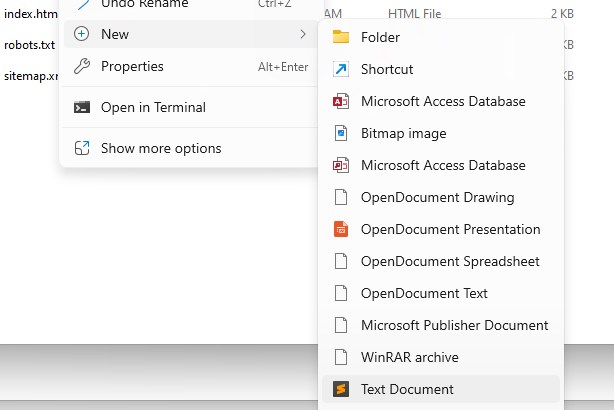 Undo Rename Ctrl+Z
index.htm AM HTML File 2 KB
New
Folder
robots.txt KB
Properties Alt+Enter
Shortcut
sitemap.xm KB
Open in Terminal
Microsoft Access Database
Show more options
Bitmap image
Microsoft Access Database
OpenDocument Drawing
OpenDocument Presentation
OpenDocument Spreadsheet
OpenDocument Text
Microsoft Publisher Document
WinRAR archive
Text Document